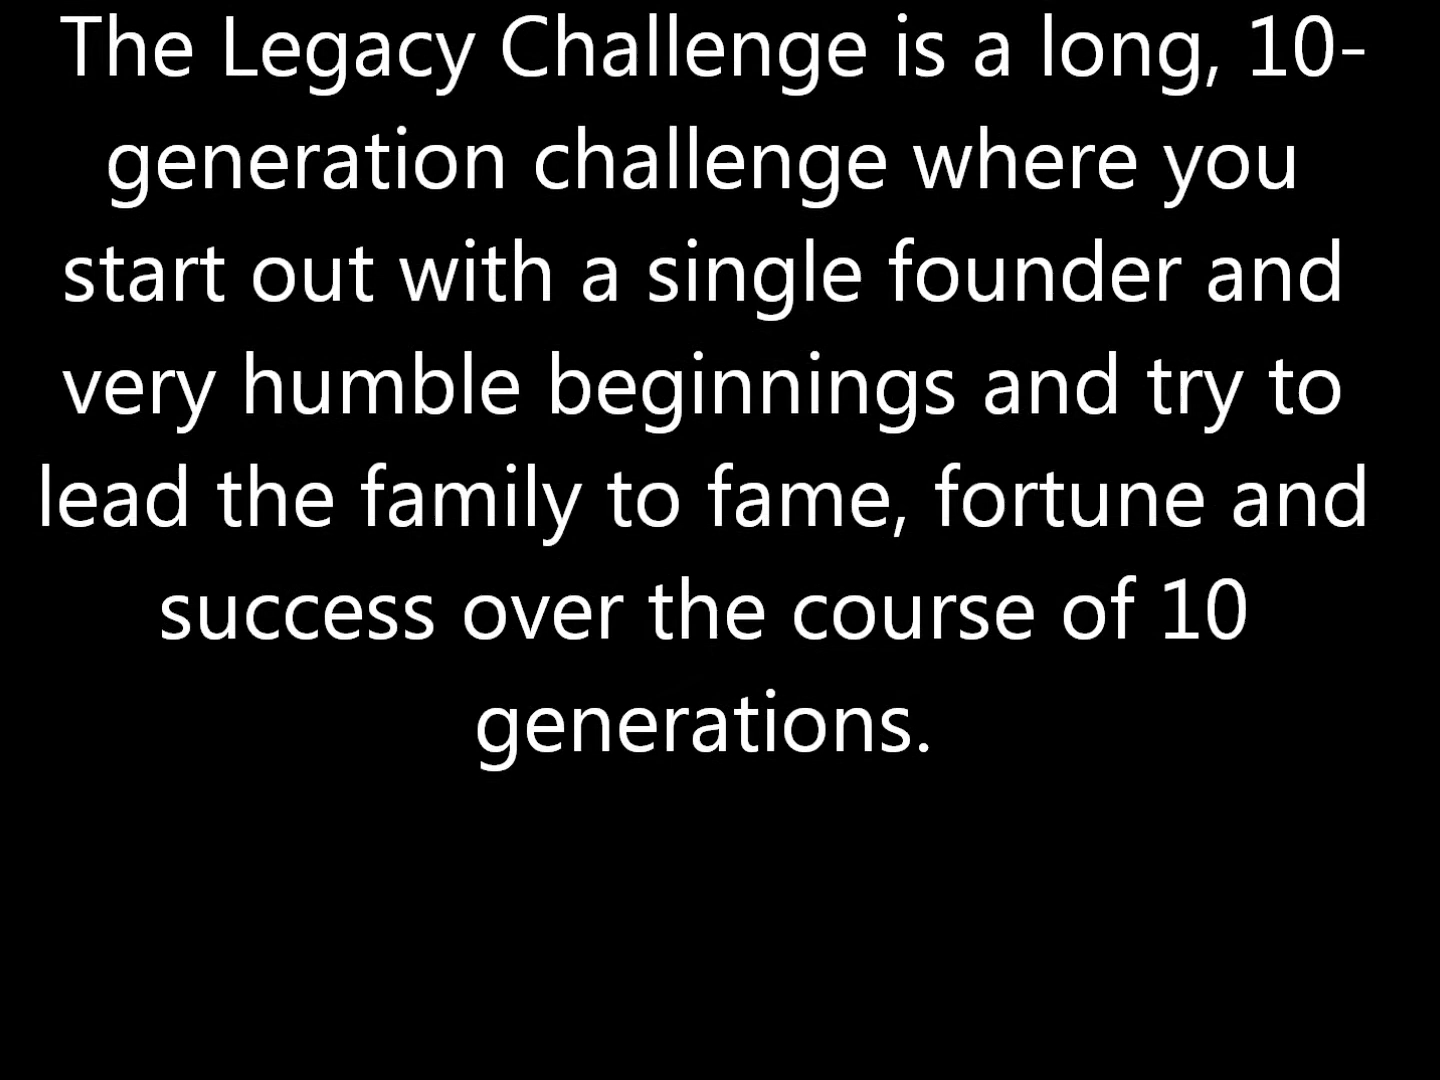 The Legacy Challenge is a long, 10-
generation challenge where you
start out with a single founder and
very humble beginnings and try to
lead the family to fame, fortune and
success over the course of 10
generations.